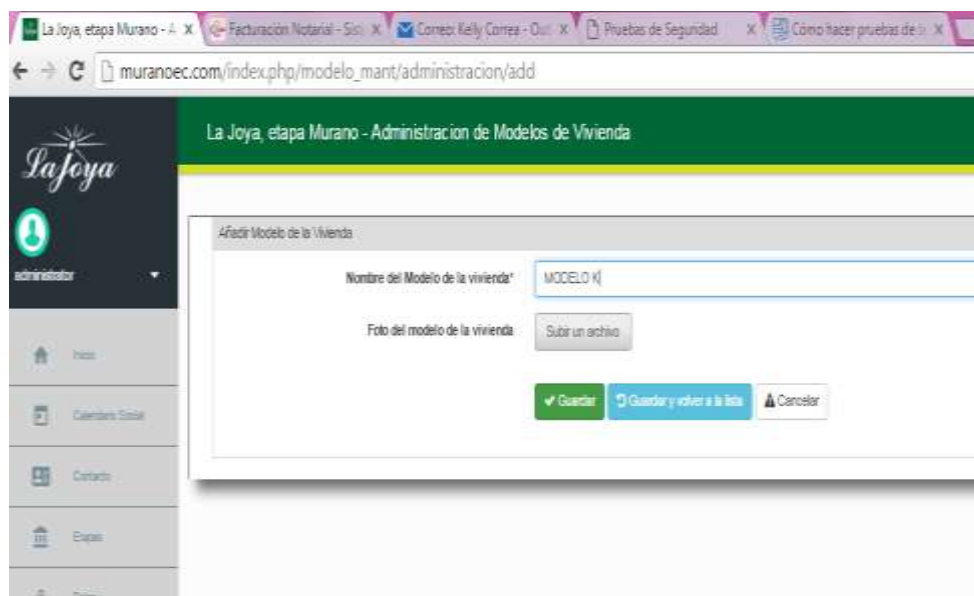 La Joya, etapa Murano - A x Facturación Notarial - Sis x Correo: Kelly Correa - Out x Pruebas de Seguridad x Cómo hacer pruebas de x
muranoec.com/index.php/modelo_mant/administracion/add
La Joya, etapa Murano - Administracion de Modelos de Vivienda
La Joya
administrator
Añadir Modelo de la Vivienda
Nombre del Modelo de la vivienda*
MODELO K
Foto del modelo de la vivienda
Subir un archivo
Guardar
Guardar y volver a la lista
Cancelar
Inicio
Calendario Social
Contacto
Etapas